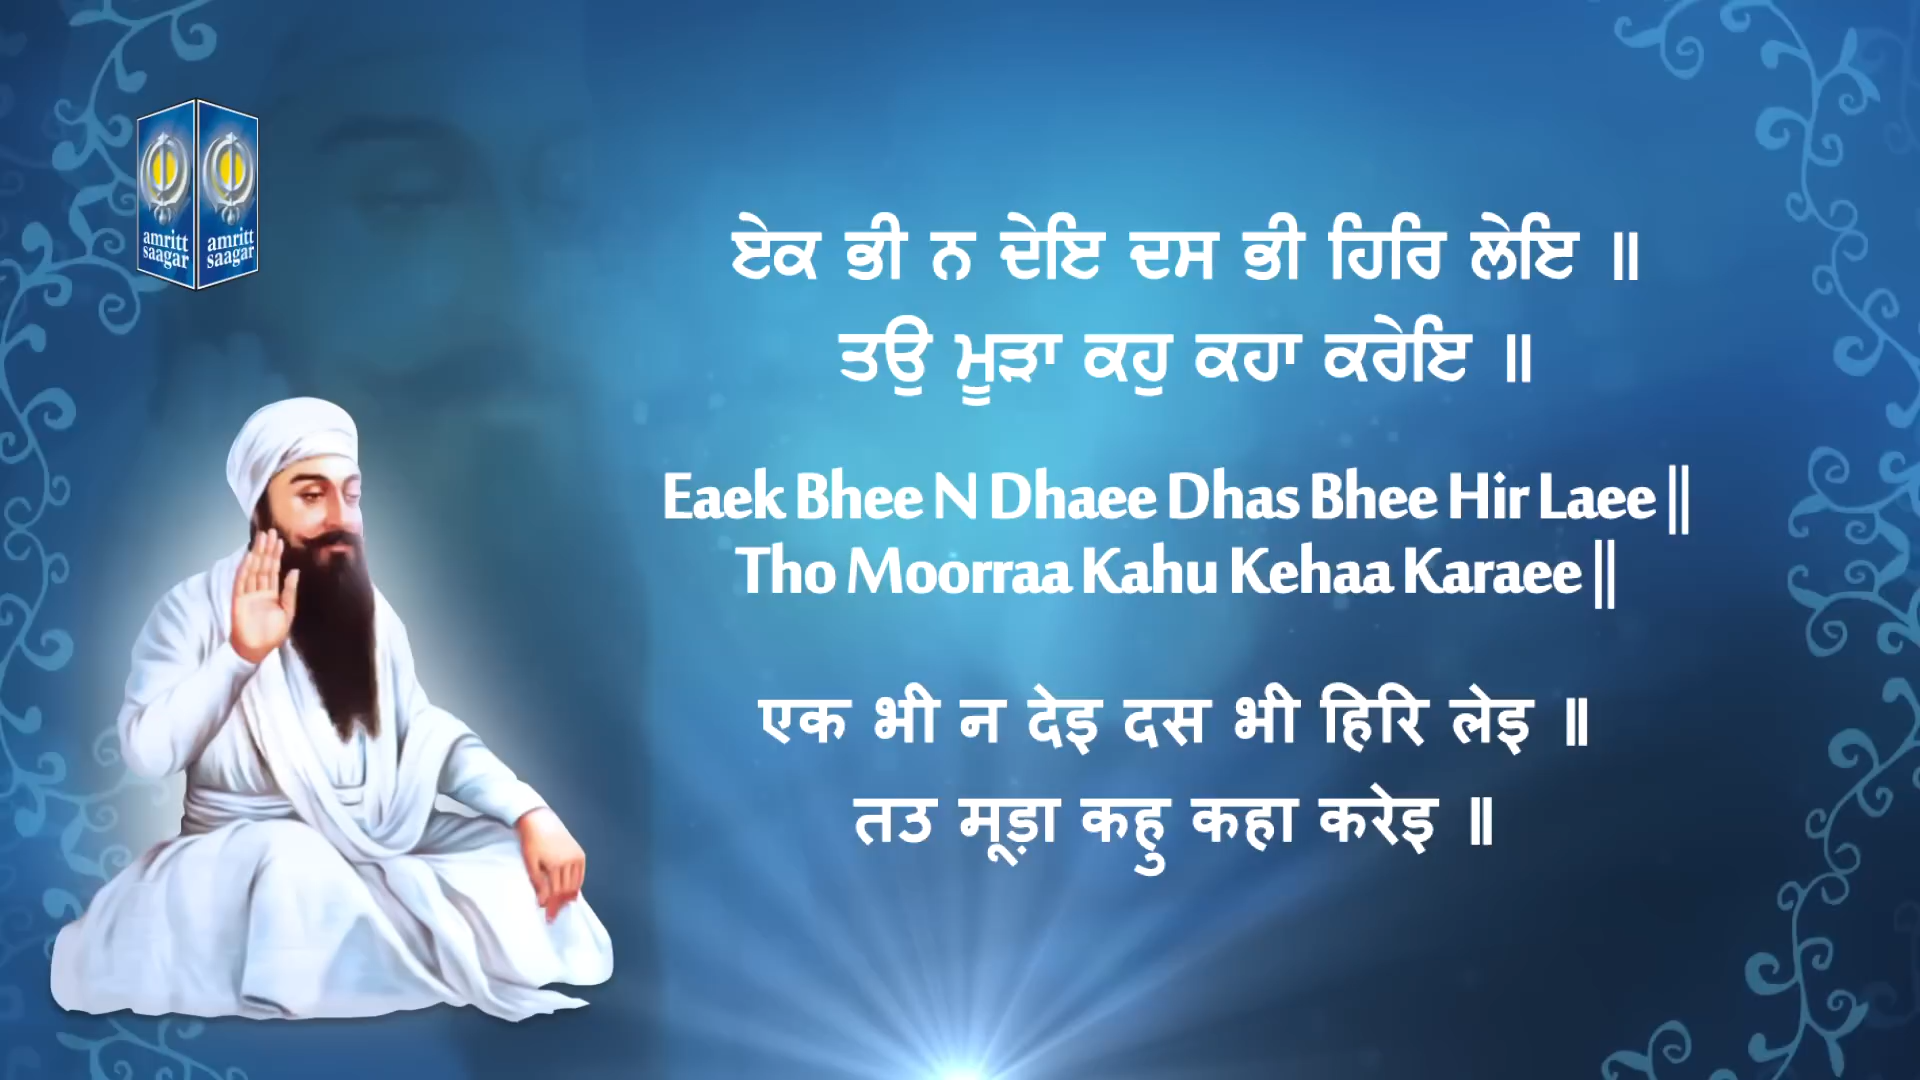 amritt
saagar
amritt
saagar
ਏਕ ਭੀ ਨ ਦੇਇ ਦਸ ਭੀ ਹਿਰਿ ਲੇਇ ॥
ਤਉ ਮੂੜਾ ਕਹੁ ਕਹਾ ਕਰੇਇ ॥
Eaek Bhee N Dhaee Dhas Bhee Hir Laee ||
Tho Moorraa Kahu Kehaa Karaee ||
एक भी न देइ दस भी हिरि लेइ ॥
तउ मूड़ा कहु कहा करेइ ॥